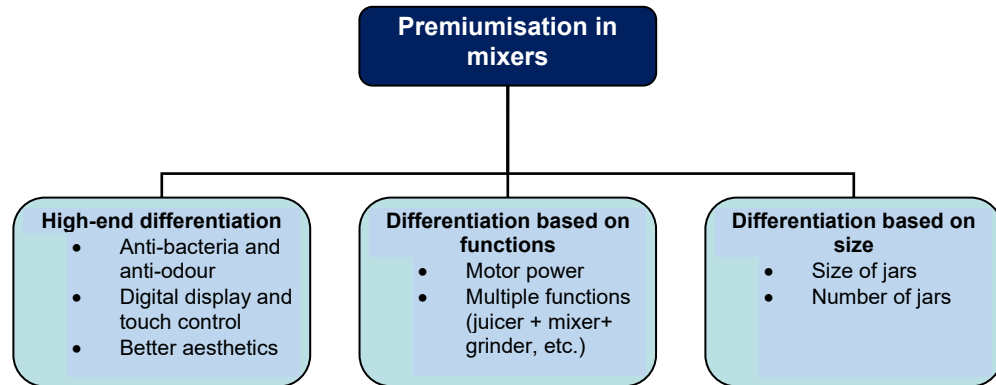 Premiumisation in
mixers
High-end differentiation
• Anti-bacteria and
anti-odour
• Digital display and
touch control
• Better aesthetics
Differentiation based on
functions
• Motor power
• Multiple functions
(juicer + mixer+
grinder, etc.)
Differentiation based on
size
• Size of jars
• Number of jars